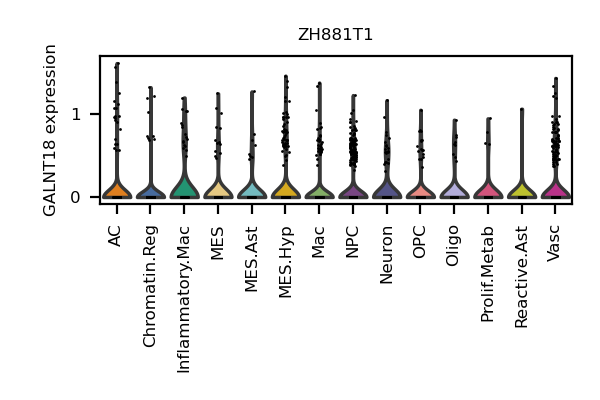 ZH881T1
GALNT18 expression
1
0
AC
Chromatin.Reg
Inflammatory.Mac
MES
MES.Ast
MES.Hyp
Mac
NPC
Neuron
OPC
Oligo
Prolif.Metab
Reactive.Ast
Vasc